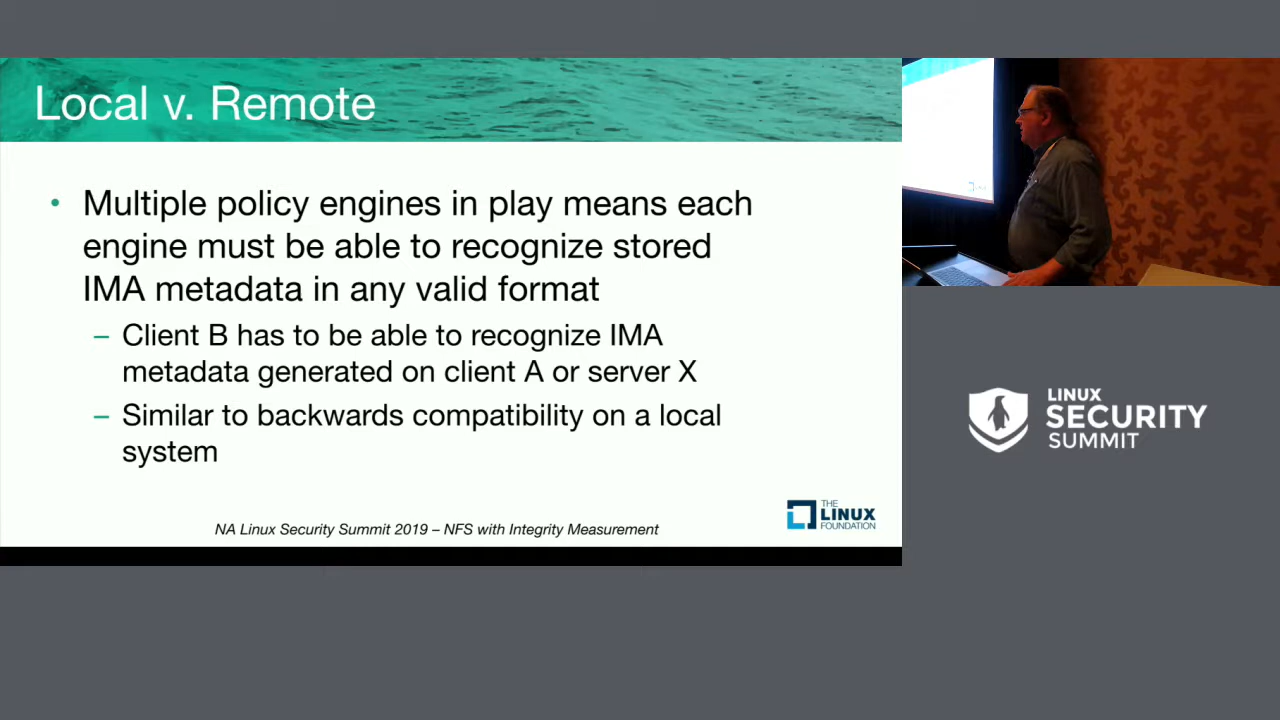 Local v. Remote
• Multiple policy engines in play means each
engine must be able to recognize stored
IMA metadata in any valid format
– Client B has to be able to recognize IMA
metadata generated on client A or server X
– Similar to backwards compatibility on a local
system
NA Linux Security Summit 2019 – NFS with Integrity Measurement
THE
LINUX
FOUNDATION
LINUX
SECURITY
SUMMIT